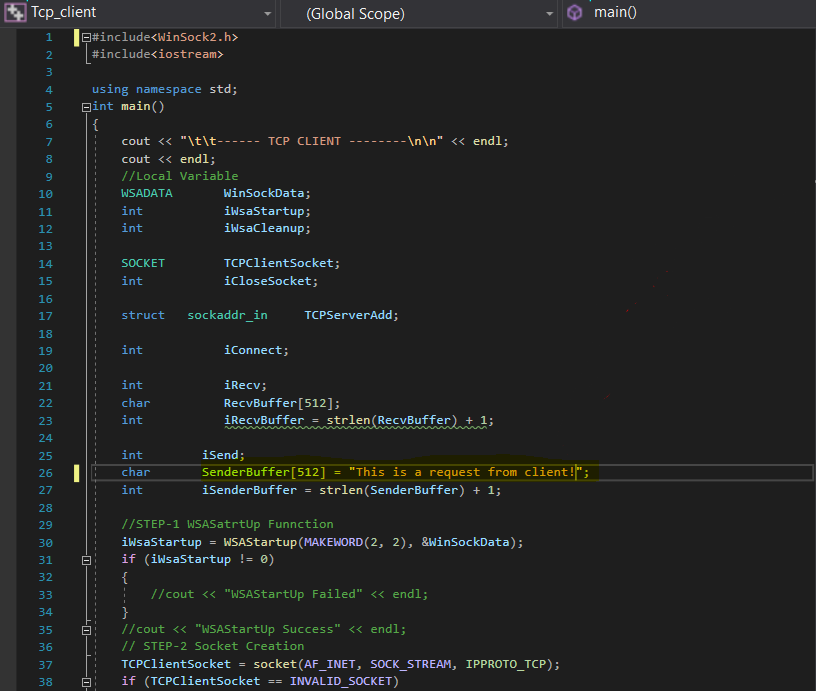 Tcp_client (Global Scope) main()
1 #include<WinSock2.h>
2 #include<iostream>
3
4 using namespace std;
5 int main()
6 {
7 cout << "\t\t------ TCP CLIENT --------\n\n" << endl;
8 cout << endl;
9 //Local Variable
10 WSADATA WinSockData;
11 int iWsaStartup;
12 int iWsaCleanup;
13
14 SOCKET TCPClientSocket;
15 int iCloseSocket;
16
17 struct sockaddr_in TCPServerAdd;
18
19 int iConnect;
20
21 int iRecv;
22 char RecvBuffer[512];
23 int iRecvBuffer = strlen(RecvBuffer) + 1;
24
25 int iSend;
26 char SenderBuffer[512] = "This is a request from client!";
27 int iSenderBuffer = strlen(SenderBuffer) + 1;
28
29 //STEP-1 WSASatrtUp Funnction
30 iWsaStartup = WSAStartup(MAKEWORD(2, 2), &WinSockData);
31 if (iWsaStartup != 0)
32 {
33 //cout << "WSAStartUp Failed" << endl;
34 }
35 //cout << "WSAStartUp Success" << endl;
36 // STEP-2 Socket Creation
37 TCPClientSocket = socket(AF_INET, SOCK_STREAM, IPPROTO_TCP);
38 if (TCPClientSocket == INVALID_SOCKET)